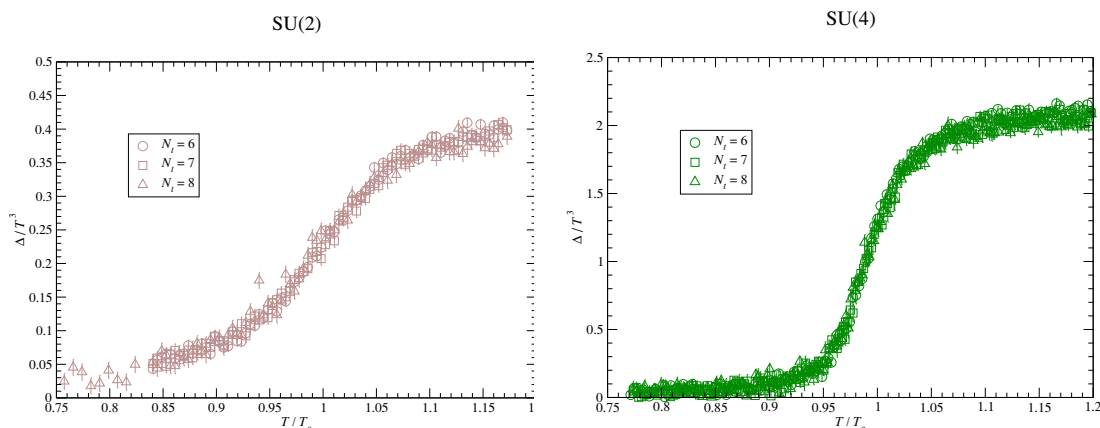 SU(2)
0.5
0.45
0.4
0.35
0.3
0.25
0.2
0.15
0.1
0.05
0
Δ / T³
N_t = 6
N_t = 7
N_t = 8
0.75 0.8 0.85 0.9 0.95 1 1.05 1.1 1.15 1
T / T_c
SU(4)
2.5
2
1.5
1
0.5
0
Δ / T³
N_t = 6
N_t = 7
N_t = 8
0.75 0.8 0.85 0.9 0.95 1 1.05 1.1 1.15 1.2
T / T_c